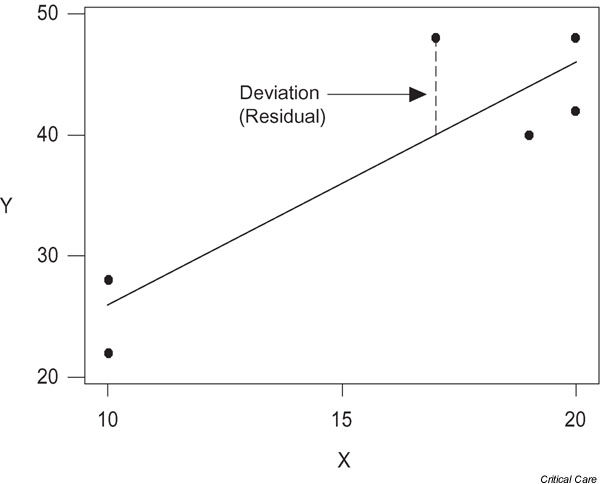 50
Deviation
(Residual)
40
Y
30
20
10 15 20
X
Critical Care